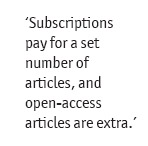 ‘Subscriptions
pay for a set
number of
articles, and
open-access
articles are extra.’